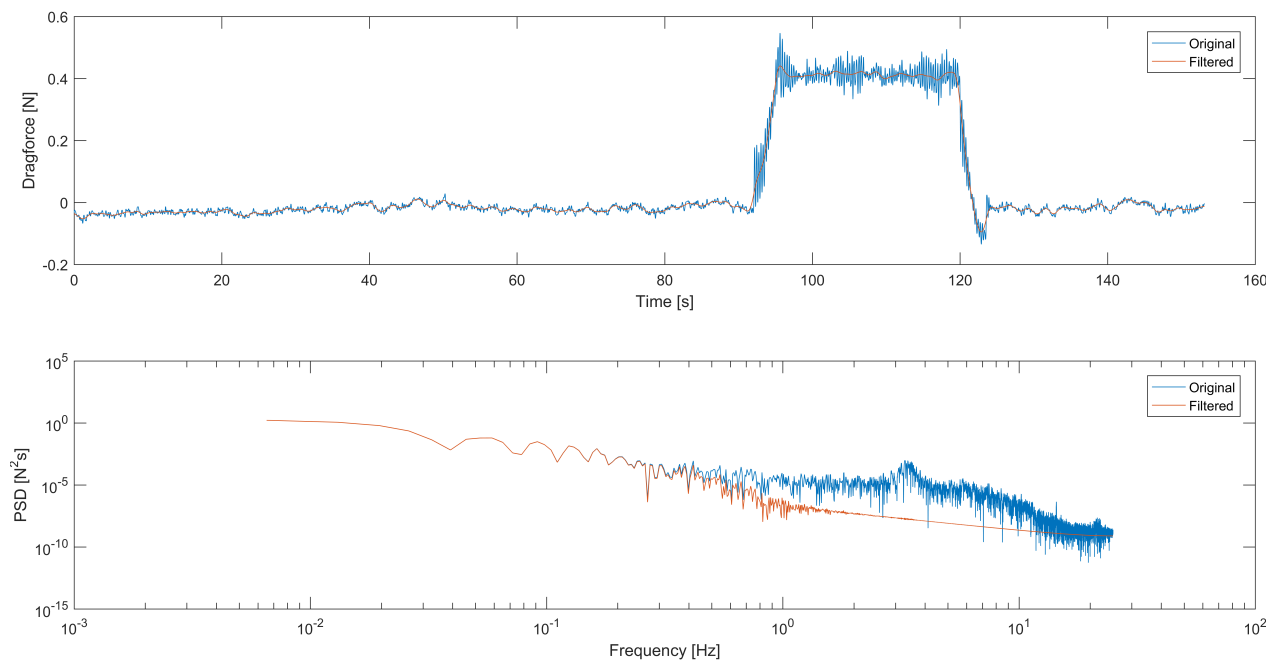 0.6
0.4
0.2
0
-0.2
Dragforce [N]
Original
Filtered
0 20 40 60 80 100 120 140 160
Time [s]
10^5
10^0
10^-5
10^-10
10^-15
PSD [N^2s]
Original
Filtered
10^-3 10^-2 10^-1 10^0 10^1 10^2
Frequency [Hz]